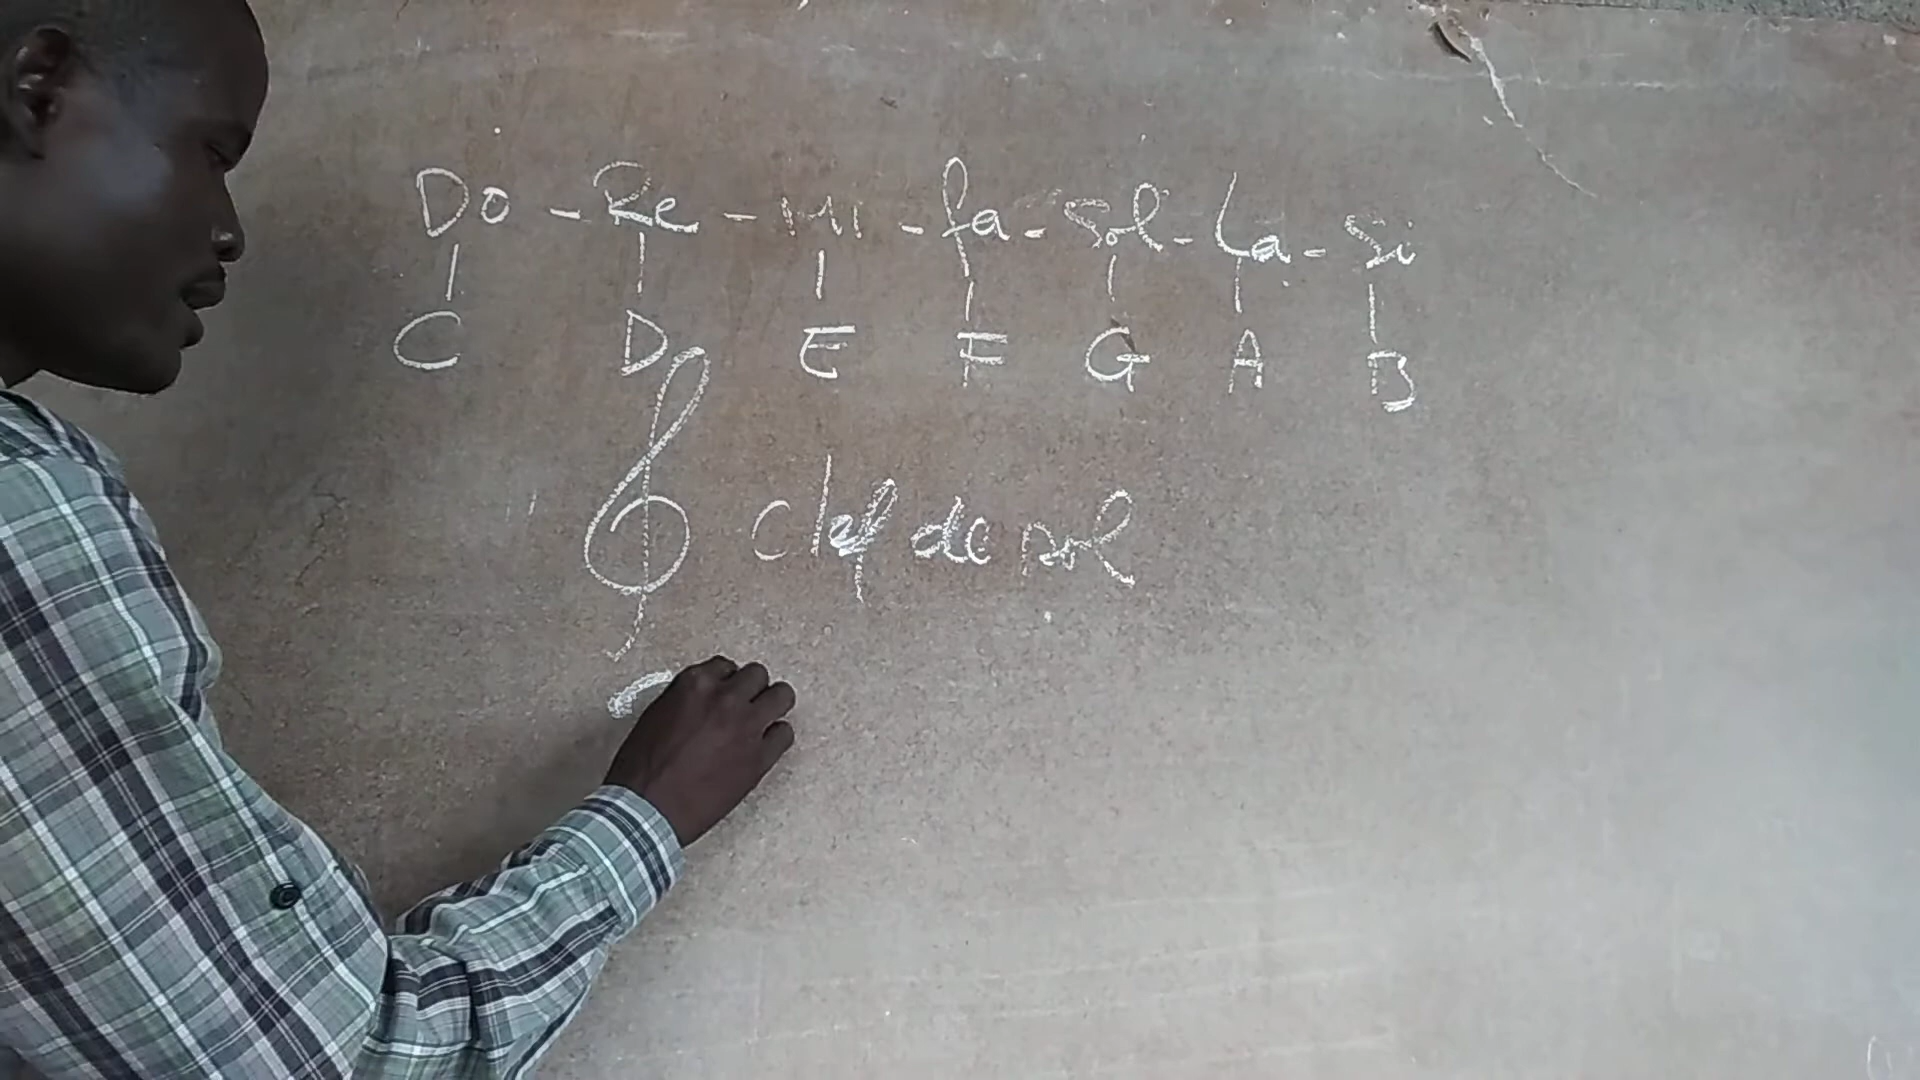 Do - Re - Mi - fa - Sol - La - Si
C D E F G A B
clef de sol